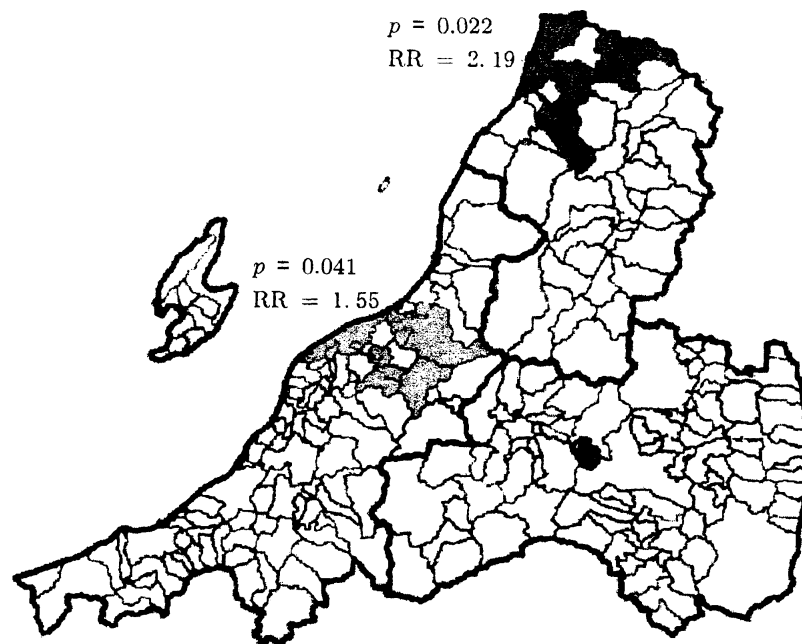 p = 0.022
RR = 2.19
p = 0.041
RR = 1.55